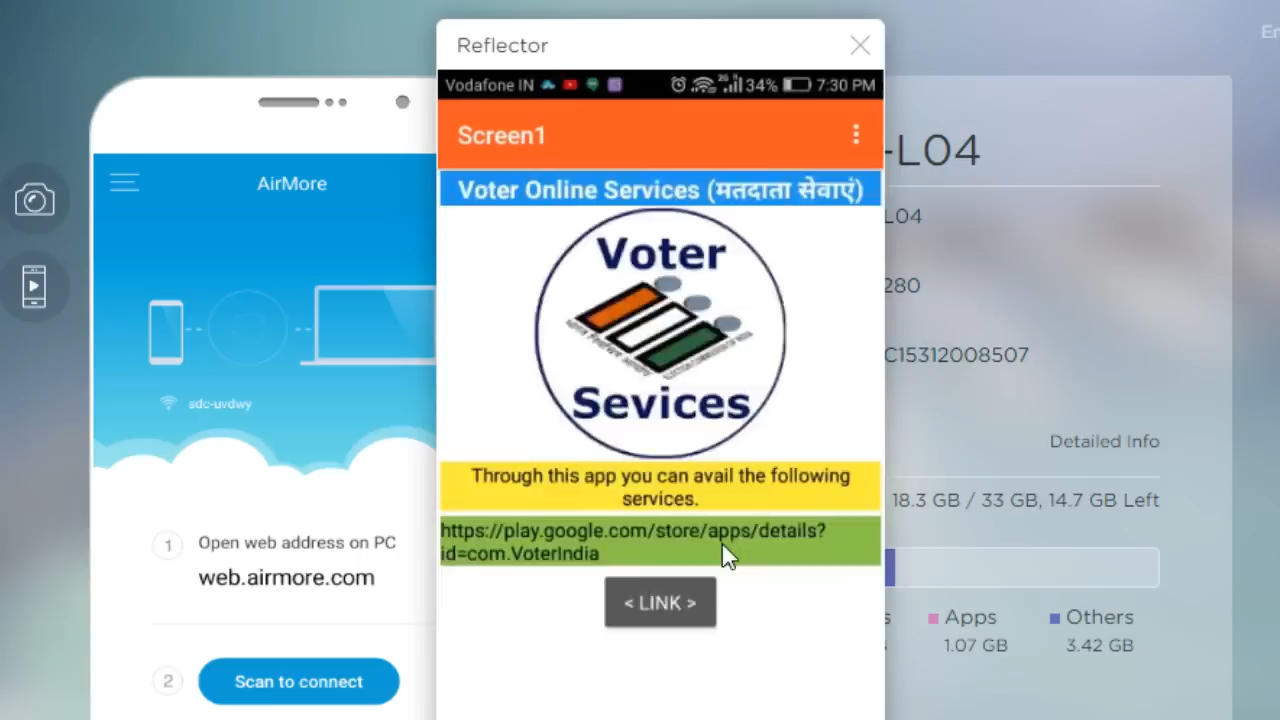 En
Reflector
Vodafone IN
34%
7:30 PM
Screen1
Voter Online Services (मतदाता सेवाएं)
Voter
Sevices
Through this app you can avail the following
services.
https://play.google.com/store/apps/details?
id=com.VoterIndia
< LINK >
AirMore
sdc-uvdwy
1
Open web address on PC
web.airmore.com
2
Scan to connect
-L04
L04
280
C15312008507
Detailed Info
18.3 GB / 33 GB, 14.7 GB Left
s
Apps
Others
1.07 GB
3.42 GB